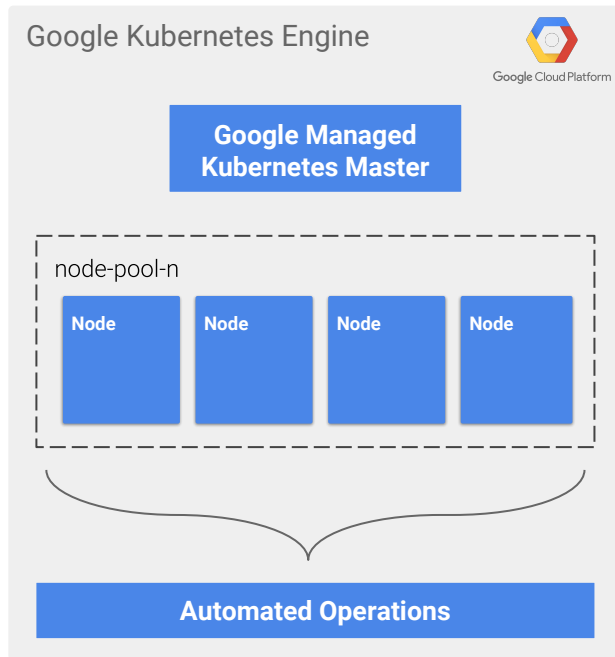 Google Kubernetes Engine
Google Cloud Platform
Google Managed
Kubernetes Master
node-pool-n
Node Node Node Node
Automated Operations